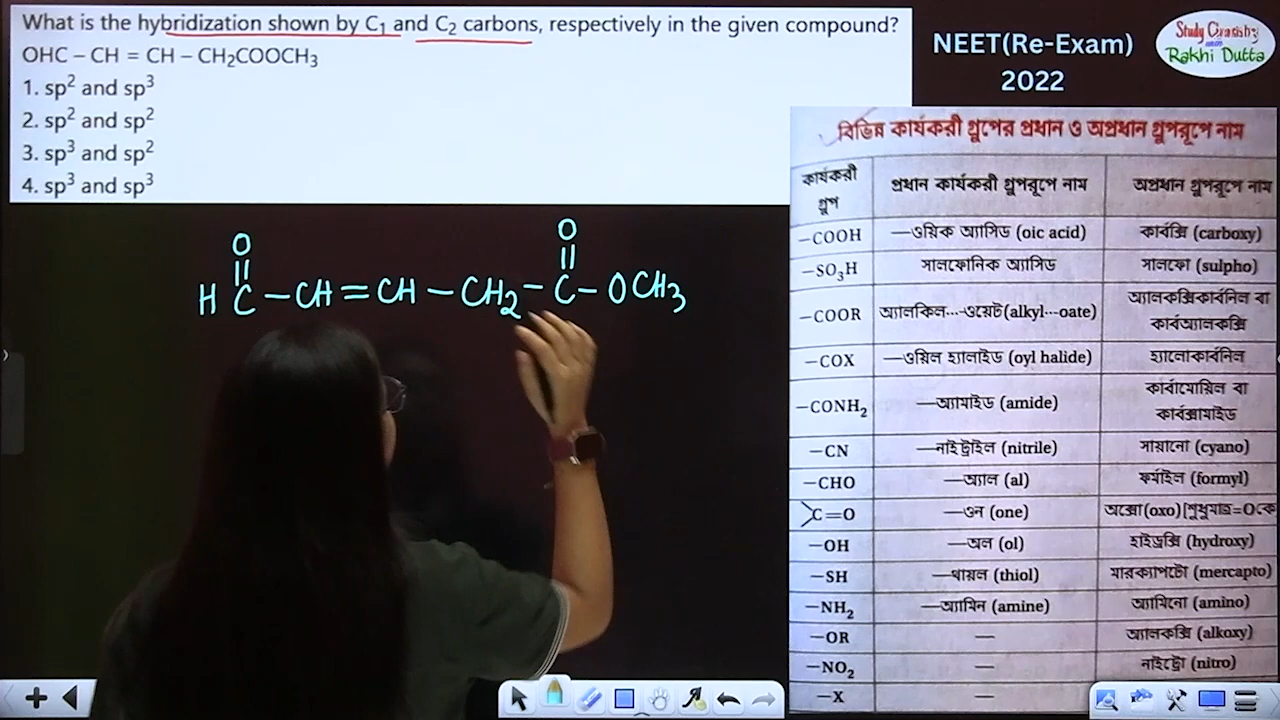 What is the hybridization shown by C₁ and C₂ carbons, respectively in the given compound?
OHC – CH = CH – CH₂COOCH₃
1. sp² and sp³
2. sp² and sp²
3. sp³ and sp²
4. sp³ and sp³
NEET(Re-Exam)
2022
Study Chemistry
with
Rakhi Dutta
O O
H C – CH = CH – CH₂ – C – OCH₃
বিভিন্ন কার্যকরী গ্রুপের প্রধান ও অপ্রধান গ্রুপরূপে নাম
কার্যকরী গ্রুপ প্রধান কার্যকরী গ্রুপরূপে নাম অপ্রধান গ্রুপরূপে নাম
–COOH —ওয়িক অ্যাসিড (oic acid) কার্বক্সি (carboxy)
–SO₃H সালফোনিক অ্যাসিড সালফো (sulpho)
–COOR অ্যালকিল···-ওয়েট(alkyl···oate) অ্যালকক্সিকার্বনিল বা
কার্বঅ্যালকক্সি
–COX —ওয়িল হ্যালাইড (oyl halide) হ্যালোকার্বনিল
–CONH₂ —অ্যামাইড (amide) কার্বামোয়িল বা
কার্বক্সামাইড
–CN —নাইট্রাইল (nitrile) সায়ানো (cyano)
–CHO —অ্যাল (al) ফর্মাইল (formyl)
>C=O —ওন (one) অক্সো(oxo)[শুধুমাত্র=Oকে
–OH —অল (ol) হাইড্রক্সি (hydroxy)
–SH —থায়ল (thiol) মারক্যাপটো (mercapto)
–NH₂ —অ্যামিন (amine) অ্যামিনো (amino)
–OR — অ্যালকক্সি (alkoxy)
–NO₂ — নাইট্রো (nitro)
–X —